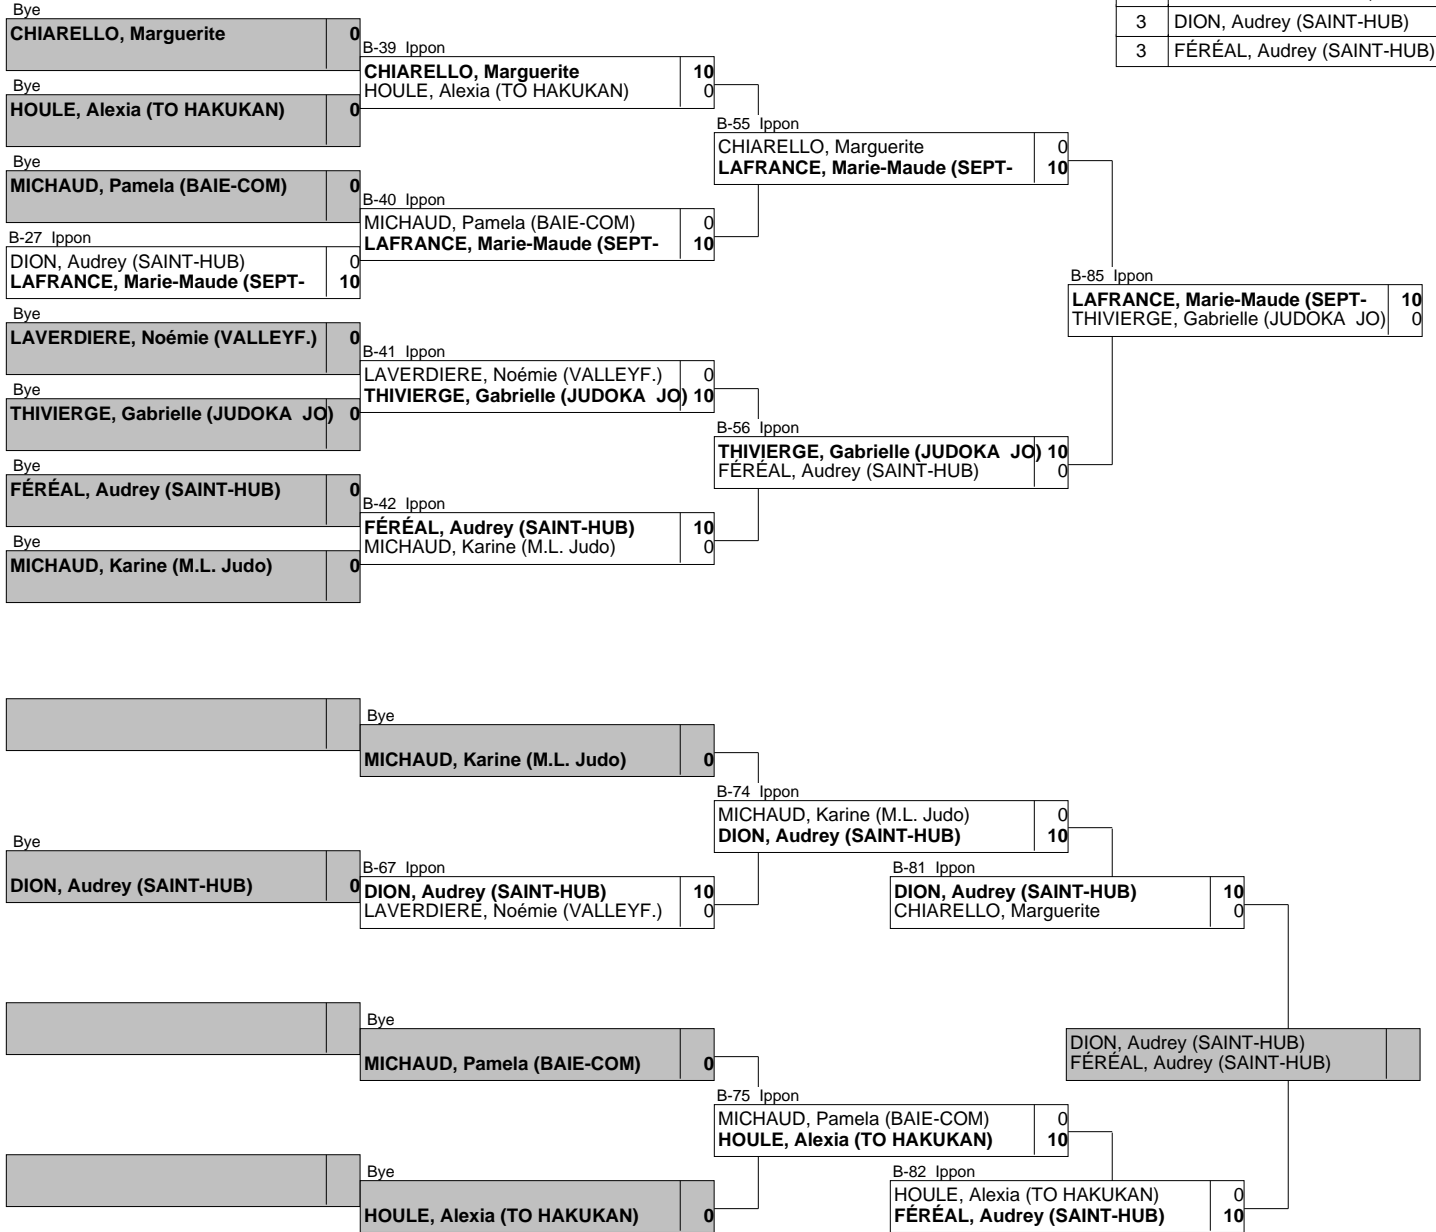 Bye
CHIARELLO, Marguerite 0
Bye
HOULE, Alexia (TO HAKUKAN) 0
Bye
MICHAUD, Pamela (BAIE-COM) 0
B-27 Ippon
DION, Audrey (SAINT-HUB) 0
LAFRANCE, Marie-Maude (SEPT- 10
Bye
LAVERDIERE, Noémie (VALLEYF.) 0
Bye
THIVIERGE, Gabrielle (JUDOKA JO) 0
Bye
FÉRÉAL, Audrey (SAINT-HUB) 0
Bye
MICHAUD, Karine (M.L. Judo) 0
B-39 Ippon
CHIARELLO, Marguerite 10
HOULE, Alexia (TO HAKUKAN) 0
B-40 Ippon
MICHAUD, Pamela (BAIE-COM) 0
LAFRANCE, Marie-Maude (SEPT- 10
B-41 Ippon
LAVERDIERE, Noémie (VALLEYF.) 0
THIVIERGE, Gabrielle (JUDOKA JO) 10
B-42 Ippon
FÉRÉAL, Audrey (SAINT-HUB) 10
MICHAUD, Karine (M.L. Judo) 0
B-55 Ippon
CHIARELLO, Marguerite 0
LAFRANCE, Marie-Maude (SEPT- 10
B-56 Ippon
THIVIERGE, Gabrielle (JUDOKA JO) 10
FÉRÉAL, Audrey (SAINT-HUB) 0
B-85 Ippon
LAFRANCE, Marie-Maude (SEPT- 10
THIVIERGE, Gabrielle (JUDOKA JO) 0
3 DION, Audrey (SAINT-HUB)
3 FÉRÉAL, Audrey (SAINT-HUB)
Bye
DION, Audrey (SAINT-HUB) 0
Bye
MICHAUD, Karine (M.L. Judo) 0
B-67 Ippon
DION, Audrey (SAINT-HUB) 10
LAVERDIERE, Noémie (VALLEYF.) 0
Bye
MICHAUD, Pamela (BAIE-COM) 0
Bye
HOULE, Alexia (TO HAKUKAN) 0
B-74 Ippon
MICHAUD, Karine (M.L. Judo) 0
DION, Audrey (SAINT-HUB) 10
B-75 Ippon
MICHAUD, Pamela (BAIE-COM) 0
HOULE, Alexia (TO HAKUKAN) 10
B-81 Ippon
DION, Audrey (SAINT-HUB) 10
CHIARELLO, Marguerite 0
B-82 Ippon
HOULE, Alexia (TO HAKUKAN) 0
FÉRÉAL, Audrey (SAINT-HUB) 10
DION, Audrey (SAINT-HUB)
FÉRÉAL, Audrey (SAINT-HUB)